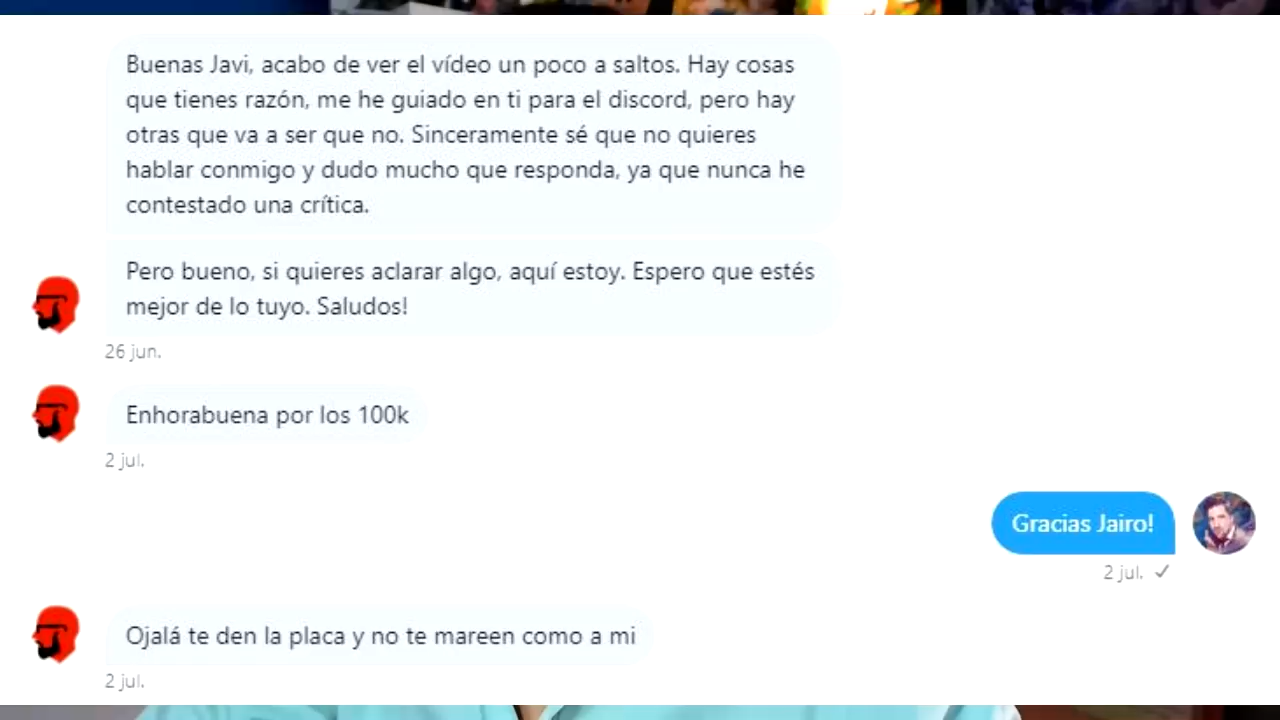 Buenas Javi, acabo de ver el vídeo un poco a saltos. Hay cosas
que tienes razón, me he guiado en ti para el discord, pero hay
otras que va a ser que no. Sinceramente sé que no quieres
hablar conmigo y dudo mucho que responda, ya que nunca he
contestado una crítica.
Pero bueno, si quieres aclarar algo, aquí estoy. Espero que estés
mejor de lo tuyo. Saludos!
26 jun.
Enhorabuena por los 100k
2 jul.
Gracias Jairo!
2 jul.
Ojalá te den la placa y no te mareen como a mi
2 jul.